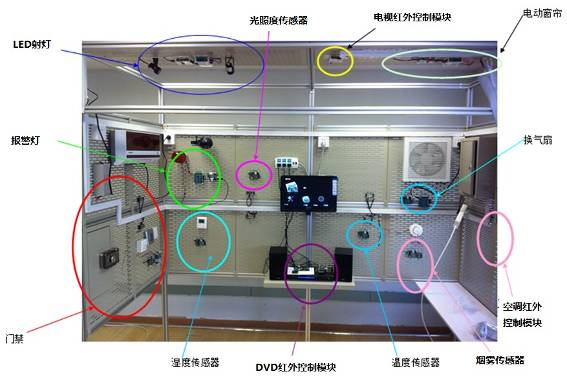 光照度传感器
电视红外控制模块
电动窗帘
LED射灯
报警灯
换气扇
空调红外
控制模块
门禁
湿度传感器
DVD红外控制模块
温度传感器
烟雾传感器